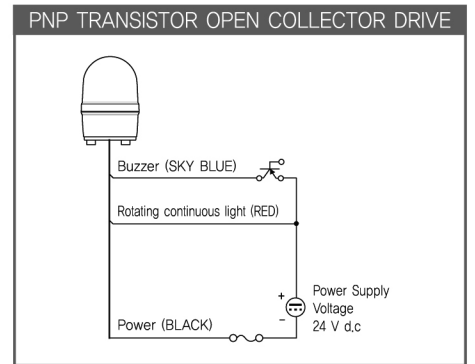 PNP TRANSISTOR OPEN COLLECTOR DRIVE
Buzzer (SKY BLUE)
Rotating continuous light (RED)
+
Power Supply
Voltage
24 V d.c
-
Power (BLACK)